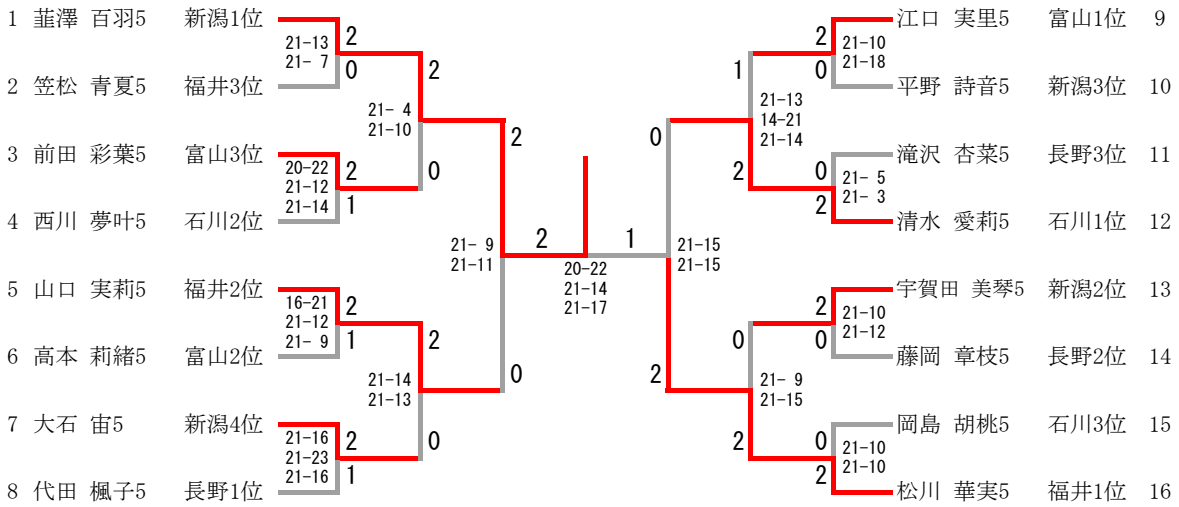 1 韮澤 百羽5 新潟1位
21-13 2
21- 7 0
2 笠松 青夏5 福井3位
2
21- 4
21-10
0
3 前田 彩葉5 富山3位
20-22 2
21-12
21-14 1
4 西川 夢叶5 石川2位
2
21- 9
21-11
5 山口 実莉5 福井2位
16-21 2
21-12
21- 9 1
6 高本 莉緒5 富山2位
2
21-14
21-13
0
0
7 大石 宙5 新潟4位
21-16 2
21-23
21-16 1
8 代田 楓子5 長野1位
2 1
20-22
21-14
21-17
江口 実里5 富山1位 9
2 21-10
0 21-18
平野 詩音5 新潟3位 10
1
21-13
14-21
21-14
2
滝沢 杏菜5 長野3位 11
0 21- 5
2 21- 3
清水 愛莉5 石川1位 12
0
21-15
21-15
2
宇賀田 美琴5 新潟2位 13
2 21-10
0 21-12
藤岡 章枝5 長野2位 14
0
21- 9
21-15
2
岡島 胡桃5 石川3位 15
0 21-10
2 21-10
松川 華実5 福井1位 16